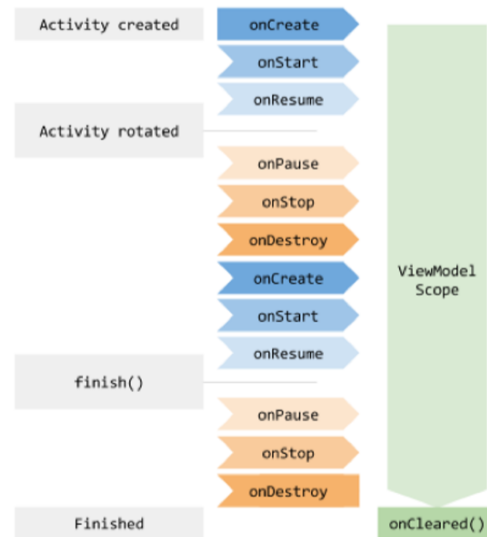 Activity created
onCreate
onStart
onResume
Activity rotated
onPause
onStop
onDestroy
onCreate
onStart
onResume
finish()
onPause
onStop
onDestroy
Finished
ViewModel
Scope
onCleared()